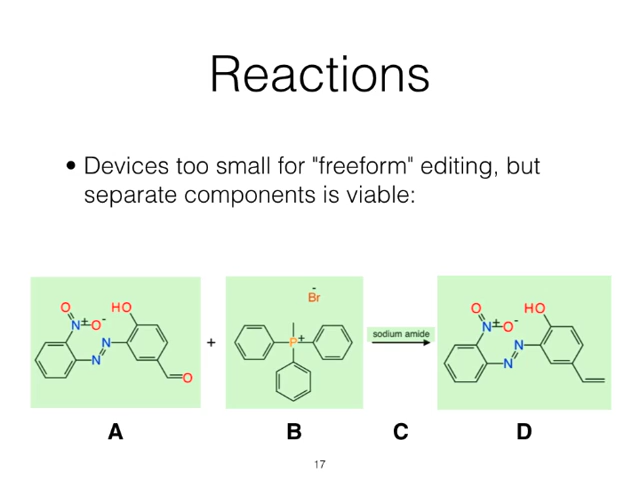 Reactions
• Devices too small for "freeform" editing, but
separate components is viable:
O
HO
N+ O-
N
N
O
+
Br-
P+
sodium amide
O
HO
N+ O-
N
N
A
B
C
D
17